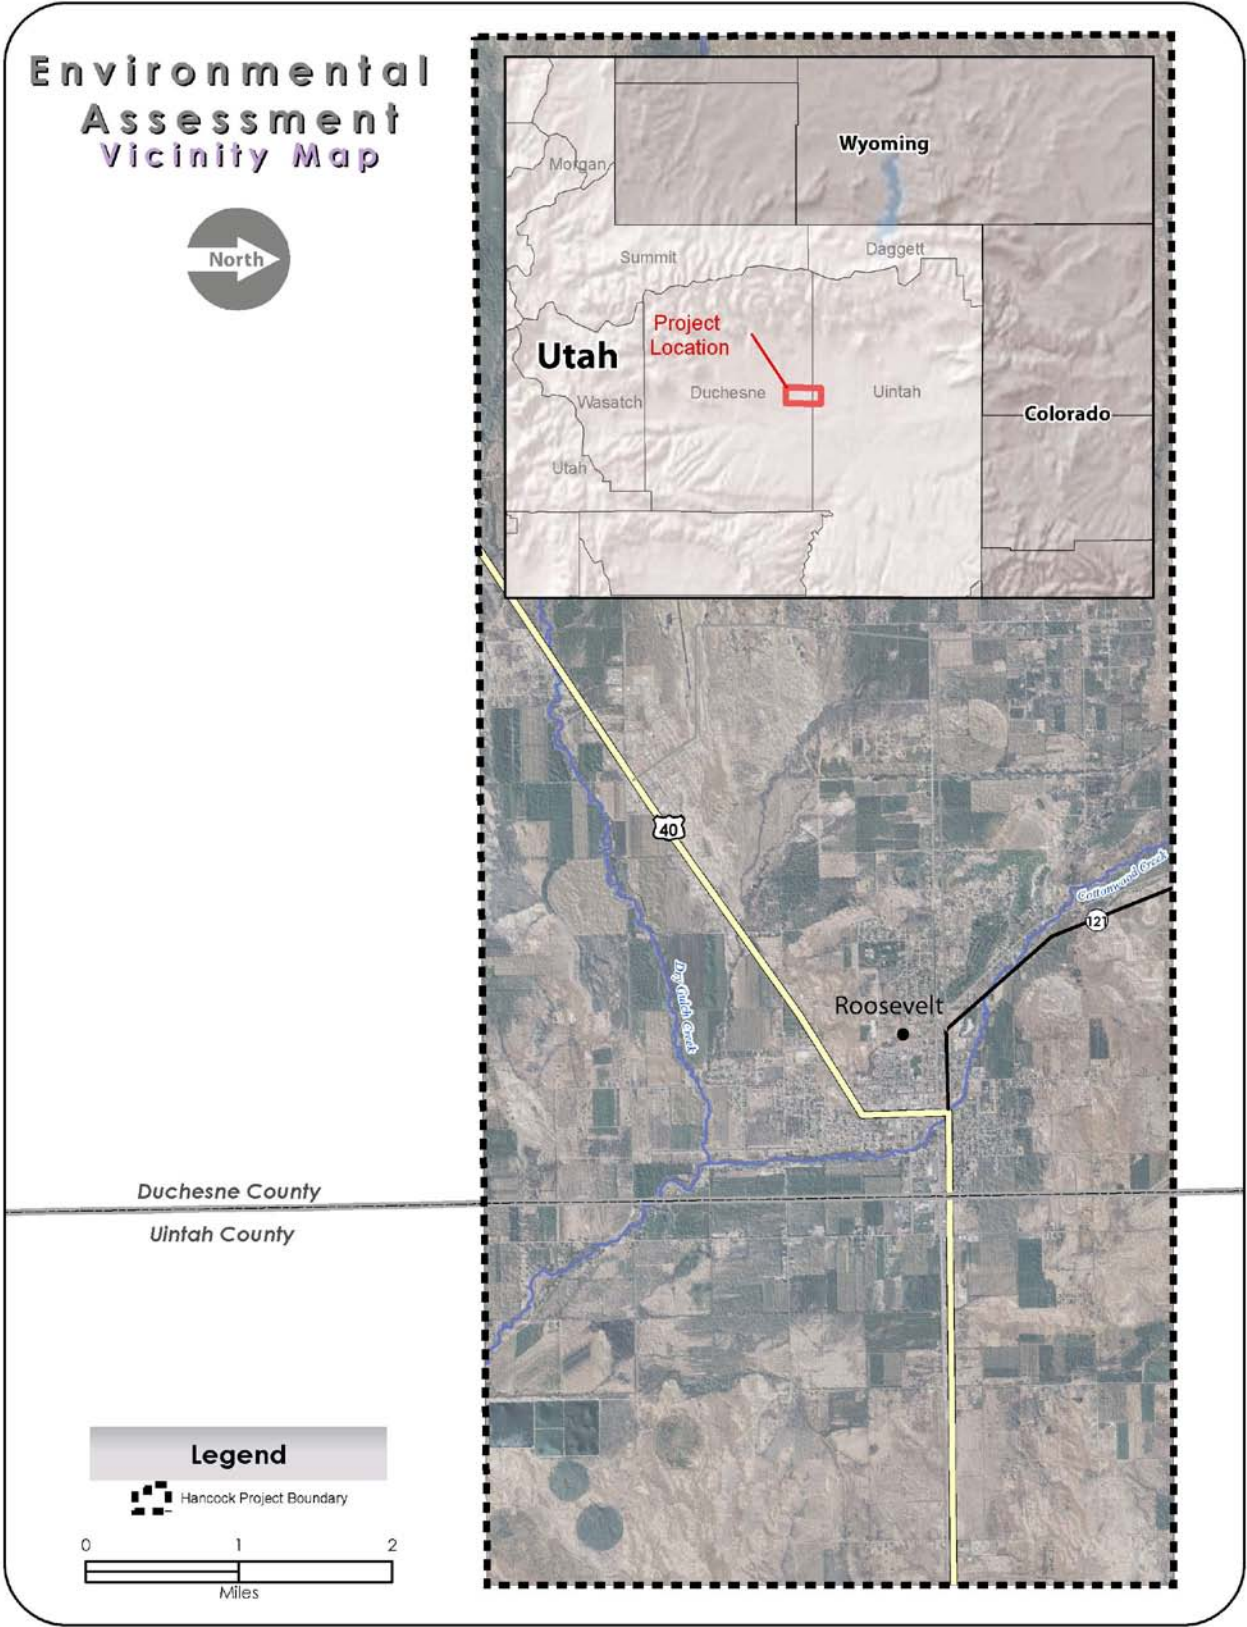 Environmental
Assessment
Vicinity Map
North
Wyoming
Morgan
Summit
Daggett
Project
Location
Utah
Duchesne
Uintah
Wasatch
Colorado
Utah
40
Cottonwood Creek
121
Dry Gulch Creek
Roosevelt
Duchesne County
Uintah County
Legend
Hancock Project Boundary
0 1 2
Miles